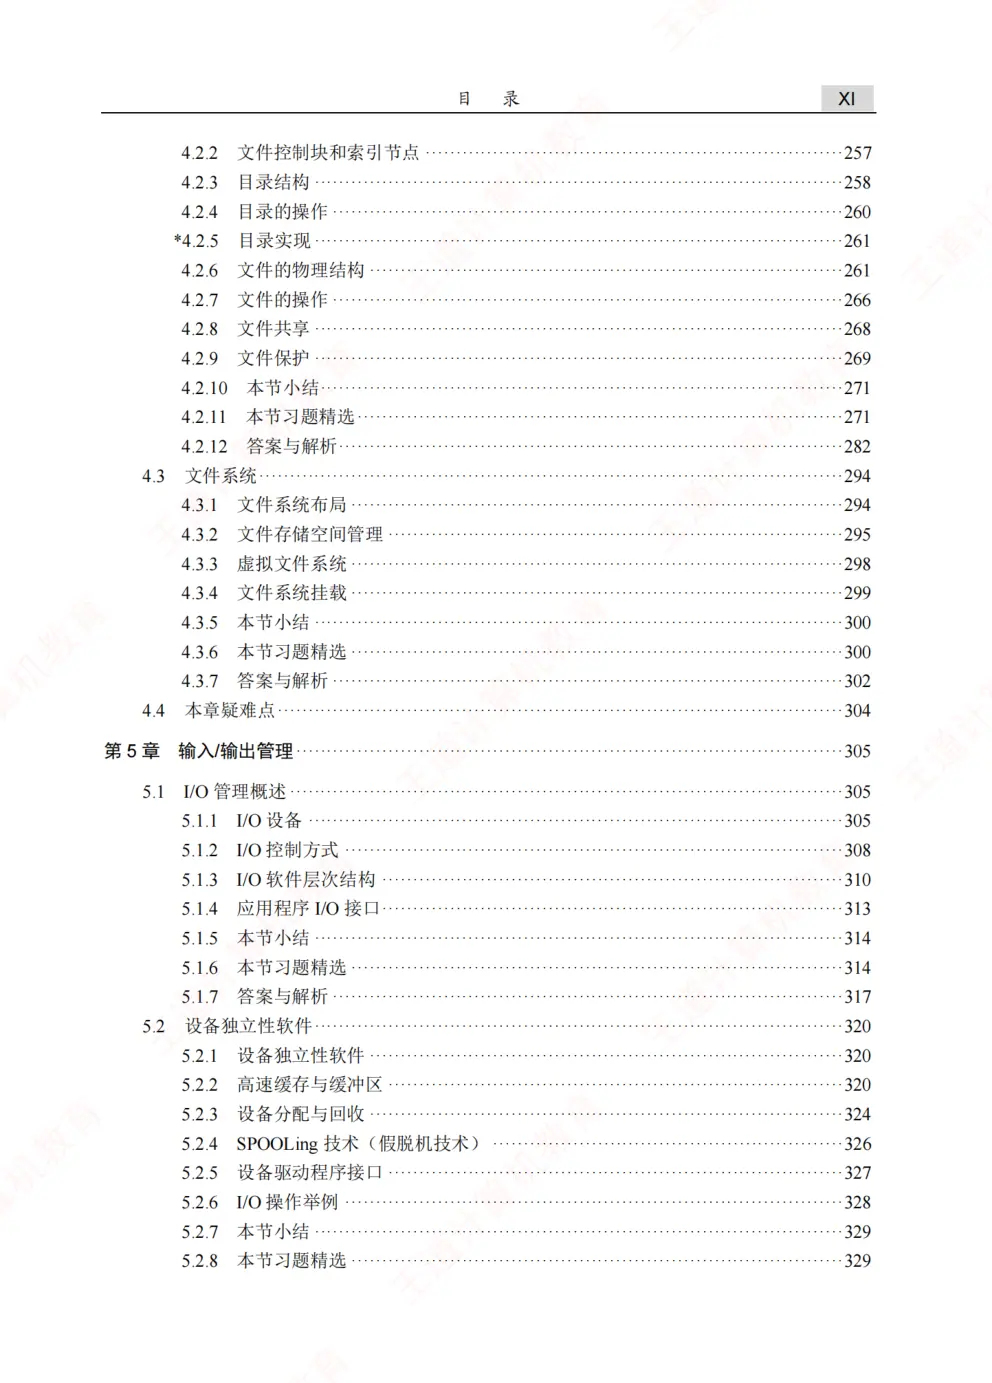 目 录 XI
4.2.2 文件控制块和索引节点 257
4.2.3 目录结构 258
4.2.4 目录的操作 260
*4.2.5 目录实现 261
4.2.6 文件的物理结构 261
4.2.7 文件的操作 266
4.2.8 文件共享 268
4.2.9 文件保护 269
4.2.10 本节小结 271
4.2.11 本节习题精选 271
4.2.12 答案与解析 282
4.3 文件系统 294
4.3.1 文件系统布局 294
4.3.2 文件存储空间管理 295
4.3.3 虚拟文件系统 298
4.3.4 文件系统挂载 299
4.3.5 本节小结 300
4.3.6 本节习题精选 300
4.3.7 答案与解析 302
4.4 本章疑难点 304
第 5 章 输入/输出管理 305
5.1 I/O 管理概述 305
5.1.1 I/O 设备 305
5.1.2 I/O 控制方式 308
5.1.3 I/O 软件层次结构 310
5.1.4 应用程序 I/O 接口 313
5.1.5 本节小结 314
5.1.6 本节习题精选 314
5.1.7 答案与解析 317
5.2 设备独立性软件 320
5.2.1 设备独立性软件 320
5.2.2 高速缓存与缓冲区 320
5.2.3 设备分配与回收 324
5.2.4 SPOOLing 技术（假脱机技术） 326
5.2.5 设备驱动程序接口 327
5.2.6 I/O 操作举例 328
5.2.7 本节小结 329
5.2.8 本节习题精选 329